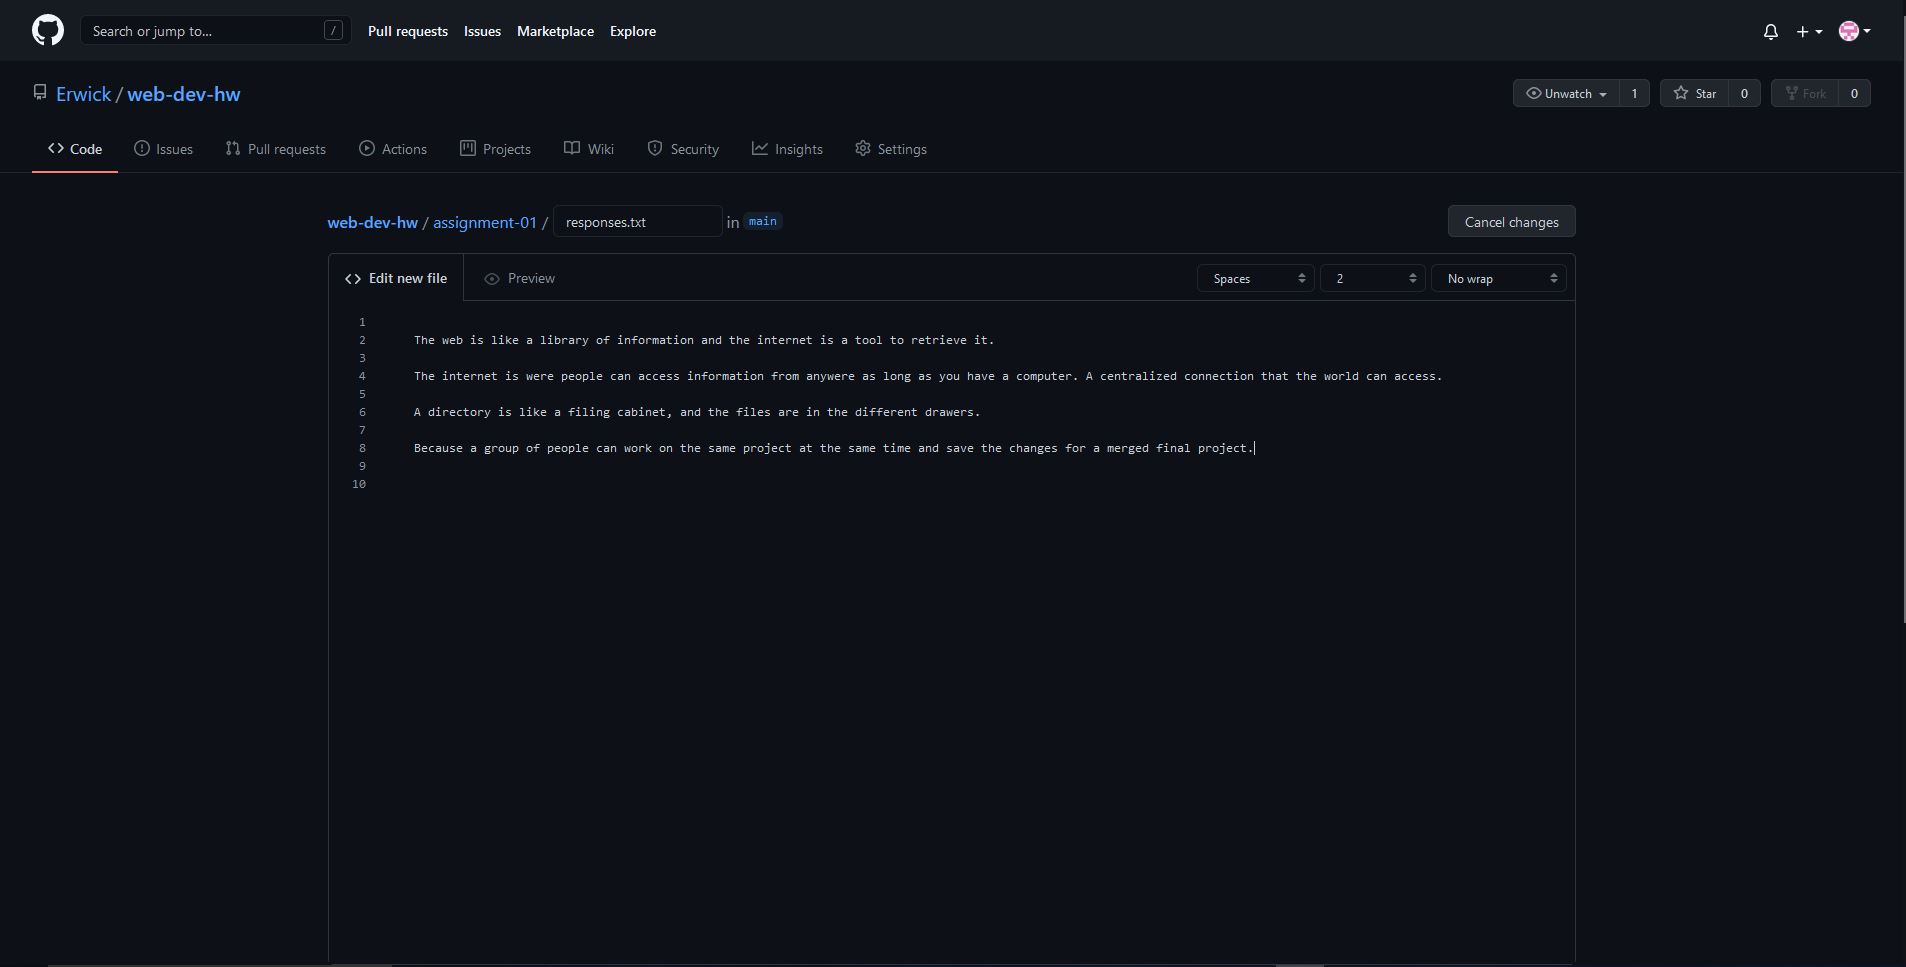 Search or jump to... /
Pull requests Issues Marketplace Explore
Erwick / web-dev-hw
Unwatch 1 Star 0 Fork 0
Code Issues Pull requests Actions Projects Wiki Security Insights Settings
web-dev-hw / assignment-01 / responses.txt in main Cancel changes
Edit new file Preview Spaces 2 No wrap
1
2 The web is like a library of information and the internet is a tool to retrieve it.
3
4 The internet is were people can access information from anywere as long as you have a computer. A centralized connection that the world can access.
5
6 A directory is like a filing cabinet, and the files are in the different drawers.
7
8 Because a group of people can work on the same project at the same time and save the changes for a merged final project.
9
10